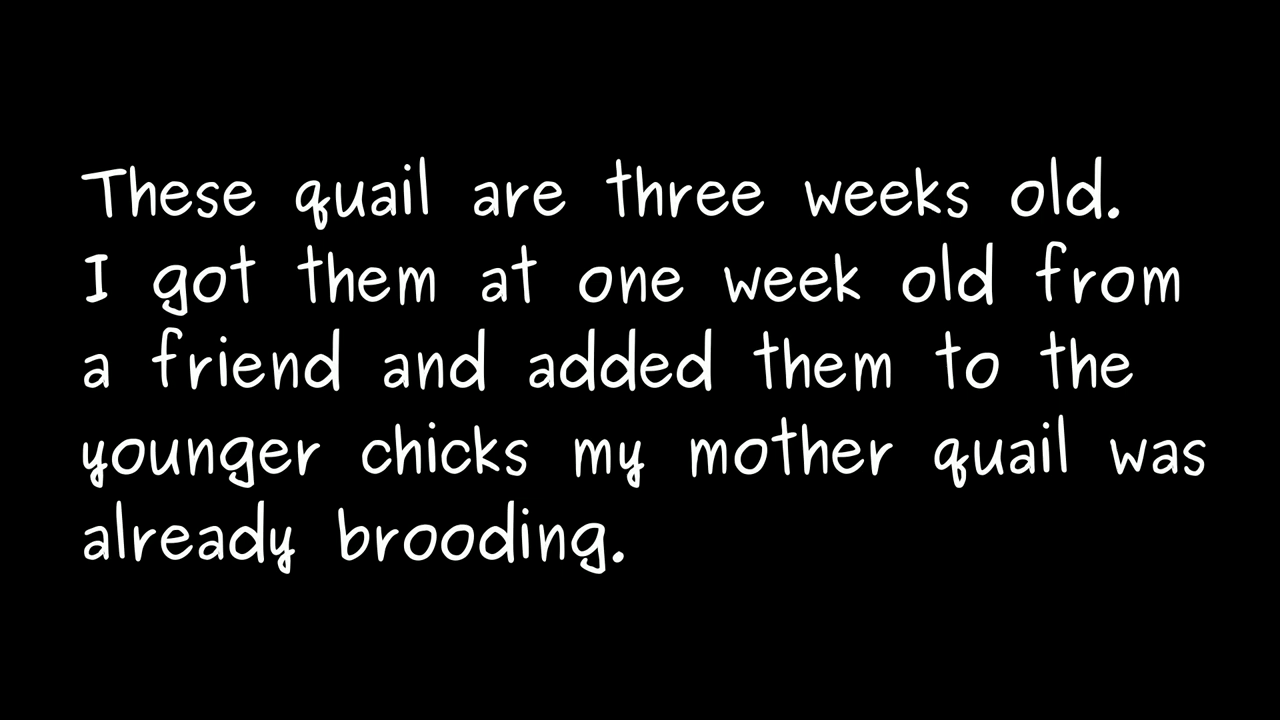 These quail are three weeks old.
I got them at one week old from
a friend and added them to the
younger chicks my mother quail was
already brooding.